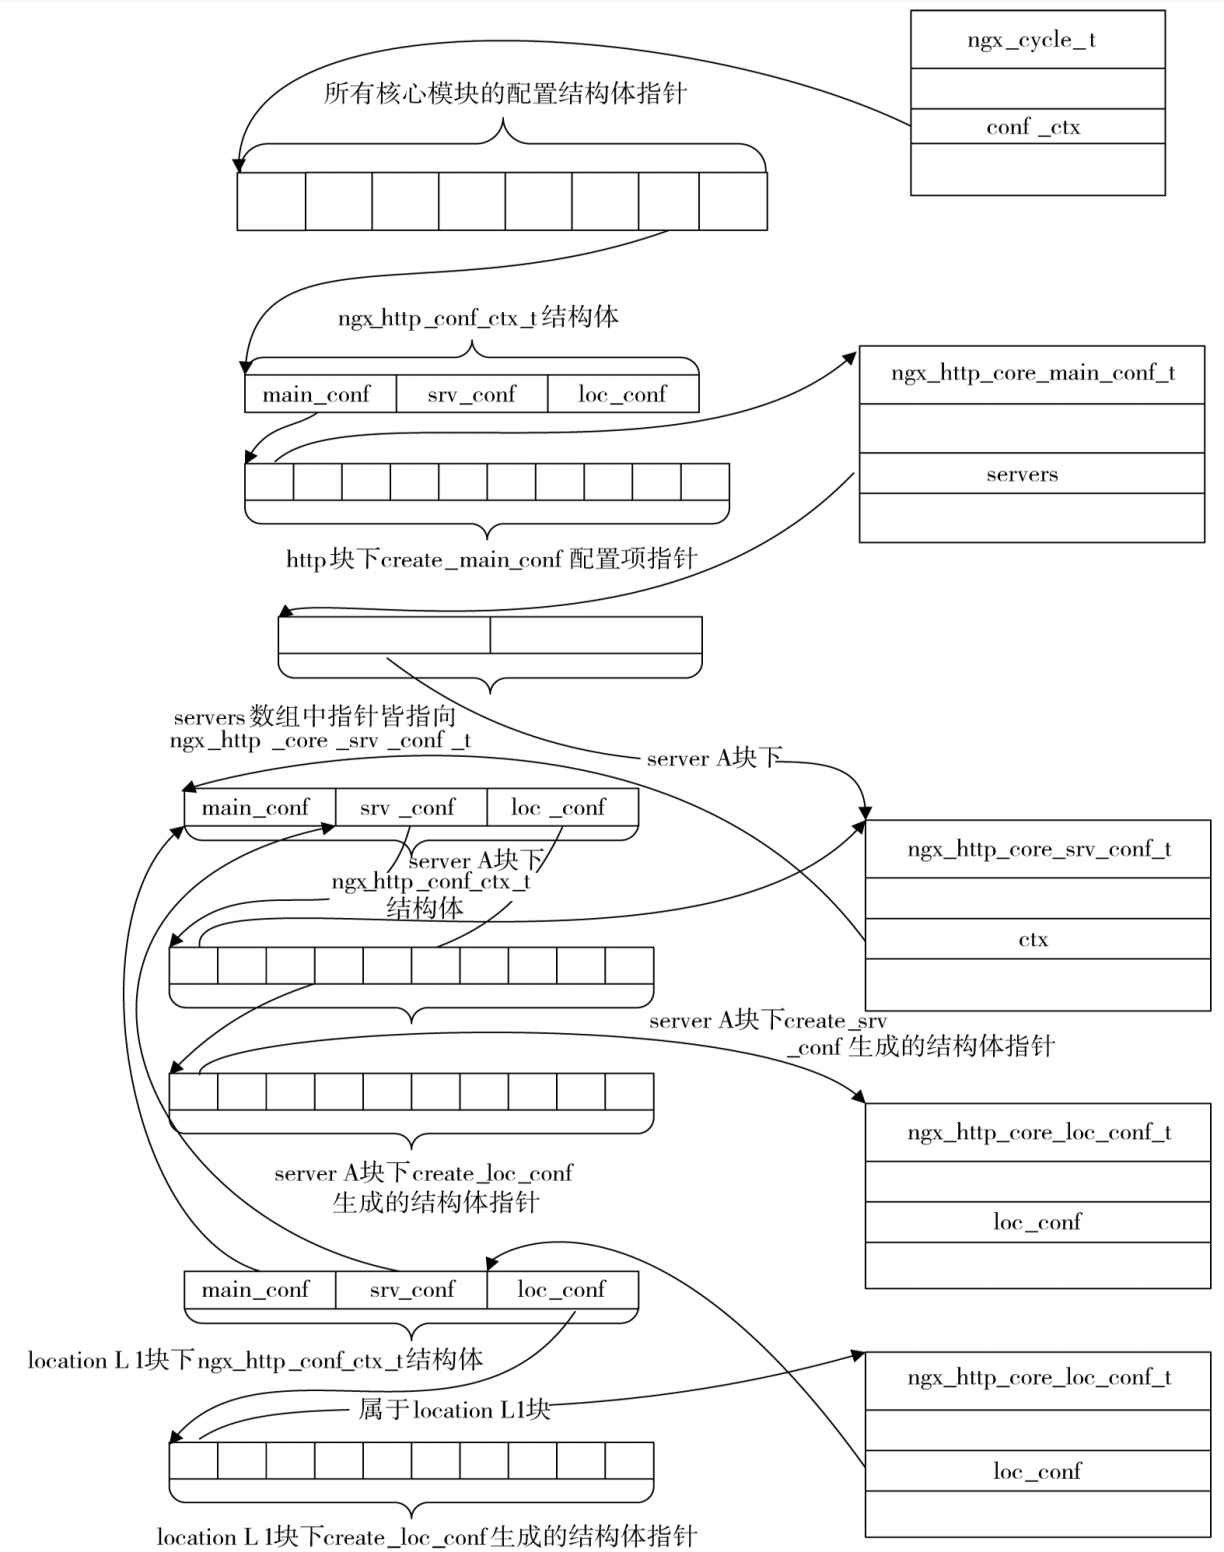 ngx_cycle_t
所有核心模块的配置结构体指针
conf_ctx
ngx_http_conf_ctx_t结构体
main_conf
srv_conf
loc_conf
ngx_http_core_main_conf_t
servers
http块下create_main_conf 配置项指针
servers数组中指针皆指向
ngx_http_core_srv_conf_t
server A块下
main_conf
srv_conf
loc_conf
server A块下
ngx_http_conf_ctx_t
结构体
ngx_http_core_srv_conf_t
ctx
server A块下create_srv
_conf 生成的结构体指针
ngx_http_core_loc_conf_t
loc_conf
server A块下create_loc_conf
生成的结构体指针
main_conf
srv_conf
loc_conf
location L 1块下ngx_http_conf_ctx_t结构体
属于location L1块
ngx_http_core_loc_conf_t
loc_conf
location L 1块下create_loc_conf生成的结构体指针